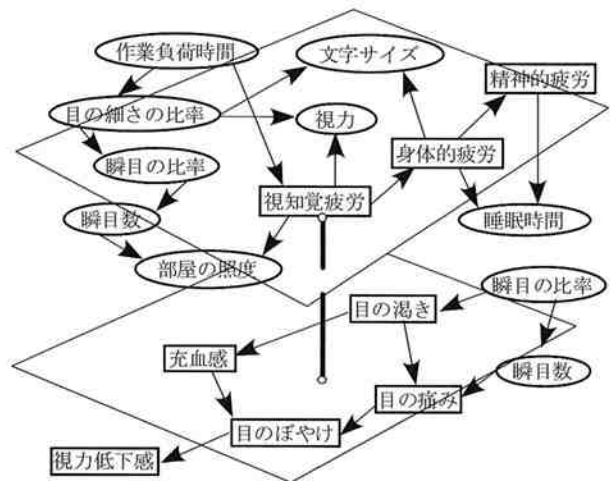 作業負荷時間
文字サイズ
精神的疲労
目の細さの比率
視力
身体的疲労
瞬目の比率
視知覚疲労
瞬目数
睡眠時間
部屋の照度
瞬目の比率
目の渇き
充血感
瞬目数
目の痛み
目のぼやけ
視力低下感